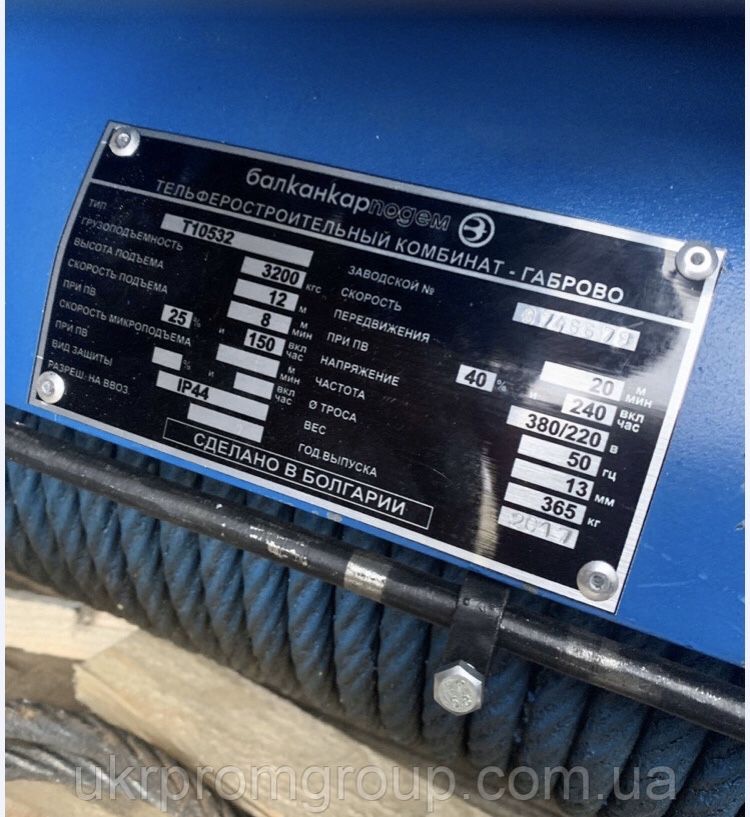 балканкарподем
ТЕЛЬФЕРОСТРОИТЕЛЬНЫЙ КОМБИНАТ - ГАБРОВО
ТИП T10532
ГРУЗОПОДЪЕМНОСТЬ 3200 кгс
ВЫСОТА ПОДЪЕМА 12 м
СКОРОСТЬ ПОДЪЕМА 8 м мин
ПРИ ПВ 25 % и 150 вкл час
СКОРОСТЬ МИКРОПОДЪЕМА м мин
ПРИ ПВ % и вкл час
ВИД ЗАЩИТЫ IP44
РАЗРЕШ: НА ВВОЗ.
ЗАВОДСКОЙ №
СКОРОСТЬ
ПЕРЕДВИЖЕНИЯ 20 м мин
ПРИ ПВ 40 % и 240 вкл час
НАПРЯЖЕНИЕ 380/220 в
ЧАСТОТА 50 гц
Ø ТРОСА 13 мм
ВЕС 365 кг
ГОД ВЫПУСКА
СДЕЛАНО В БОЛГАРИИ
ukrpromgroup.com.ua